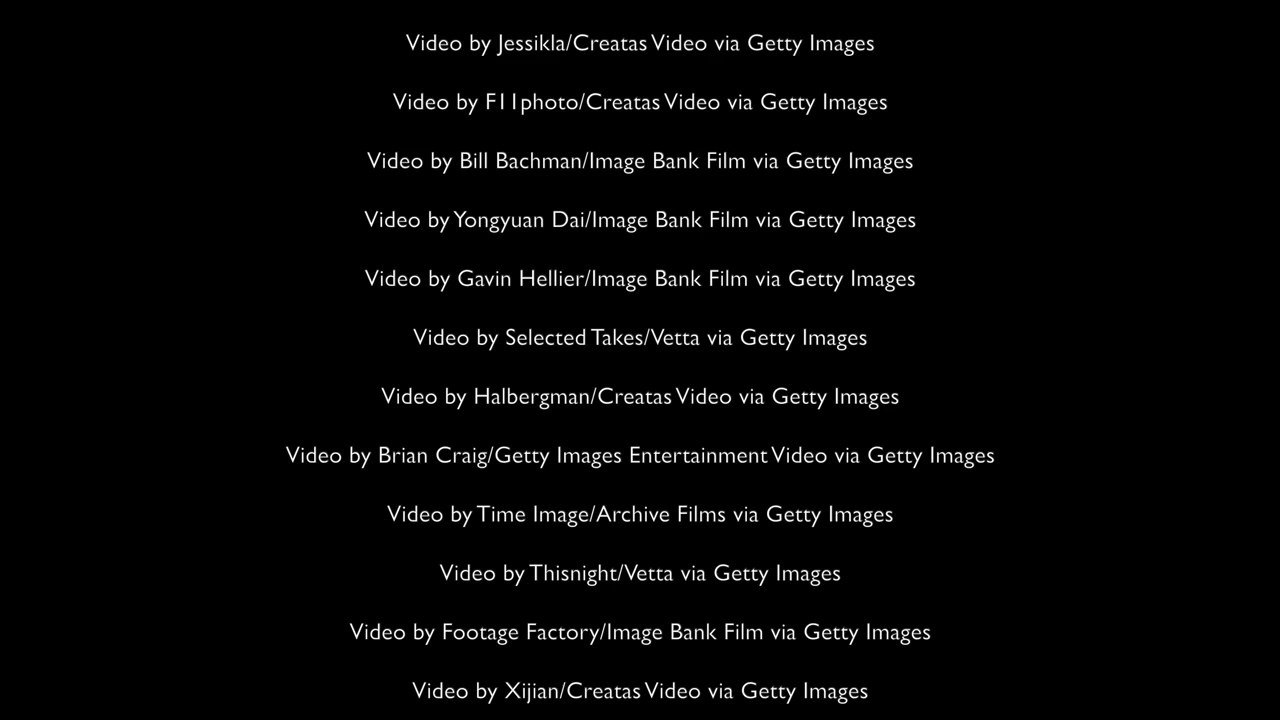 Video by Jessikla/Creatas Video via Getty Images
Video by F11photo/Creatas Video via Getty Images
Video by Bill Bachman/Image Bank Film via Getty Images
Video by Yongyuan Dai/Image Bank Film via Getty Images
Video by Gavin Hellier/Image Bank Film via Getty Images
Video by Selected Takes/Vetta via Getty Images
Video by Halbergman/Creatas Video via Getty Images
Video by Brian Craig/Getty Images Entertainment Video via Getty Images
Video by Time Image/Archive Films via Getty Images
Video by Thisnight/Vetta via Getty Images
Video by Footage Factory/Image Bank Film via Getty Images
Video by Xijian/Creatas Video via Getty Images